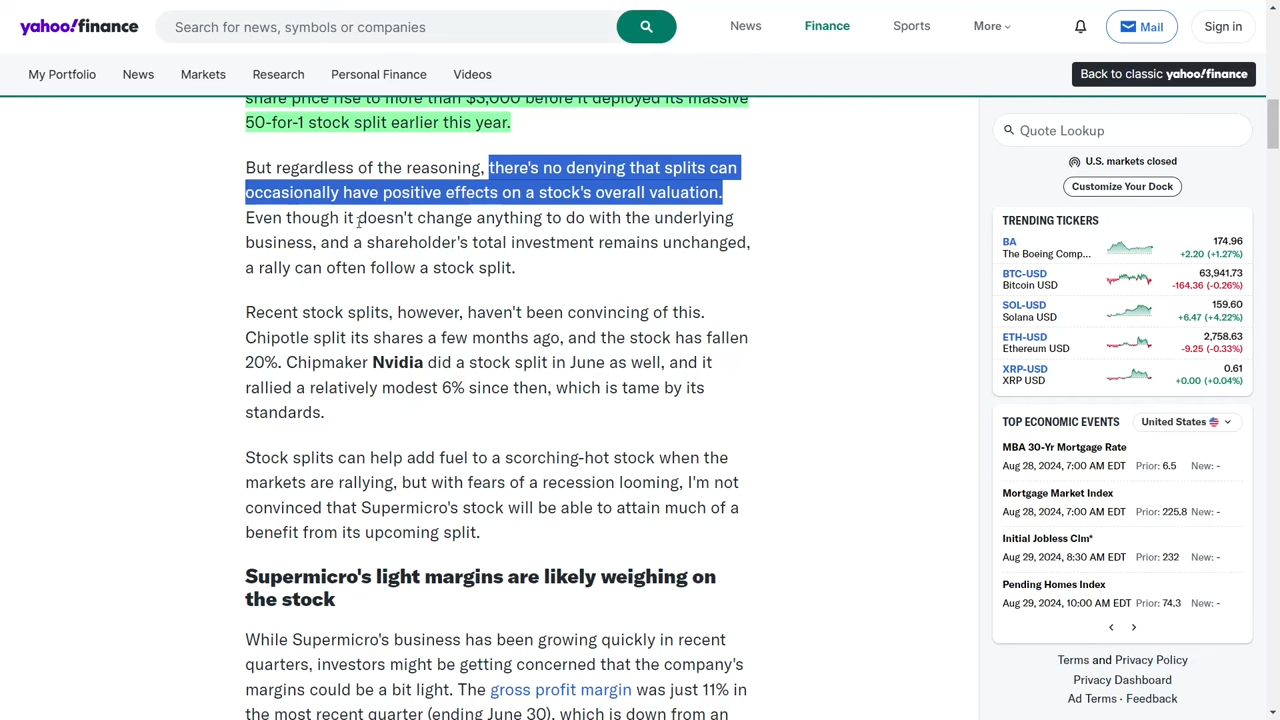 yahoo!finance
Search for news, symbols or companies
News
Finance
Sports
More
Mail
Sign in
My Portfolio
News
Markets
Research
Personal Finance
Videos
Back to classic yahoo!finance
share price rise to more than $3,000 before it deployed its massive
50-for-1 stock split earlier this year.
But regardless of the reasoning, there's no denying that splits can
occasionally have positive effects on a stock's overall valuation.
Even though it doesn't change anything to do with the underlying
business, and a shareholder's total investment remains unchanged,
a rally can often follow a stock split.
Recent stock splits, however, haven't been convincing of this.
Chipotle split its shares a few months ago, and the stock has fallen
20%. Chipmaker Nvidia did a stock split in June as well, and it
rallied a relatively modest 6% since then, which is tame by its
standards.
Stock splits can help add fuel to a scorching-hot stock when the
markets are rallying, but with fears of a recession looming, I'm not
convinced that Supermicro's stock will be able to attain much of a
benefit from its upcoming split.
Supermicro's light margins are likely weighing on
the stock
While Supermicro's business has been growing quickly in recent
quarters, investors might be getting concerned that the company's
margins could be a bit light. The gross profit margin was just 11% in
the most recent quarter (ending June 30), which is down from an
Quote Lookup
U.S. markets closed
Customize Your Dock
TRENDING TICKERS
BA 174.96
The Boeing Comp... +2.20 (+1.27%)
BTC-USD 63,941.73
Bitcoin USD -164.36 (-0.26%)
SOL-USD 159.60
Solana USD +6.47 (+4.22%)
ETH-USD 2,758.63
Ethereum USD -9.25 (-0.33%)
XRP-USD 0.61
XRP USD +0.00 (+0.04%)
TOP ECONOMIC EVENTS
United States
MBA 30-Yr Mortgage Rate
Aug 28, 2024, 7:00 AM EDT Prior: 6.5 New: -
Mortgage Market Index
Aug 28, 2024, 7:00 AM EDT Prior: 225.8 New: -
Initial Jobless Clm*
Aug 29, 2024, 8:30 AM EDT Prior: 232 New: -
Pending Homes Index
Aug 29, 2024, 10:00 AM EDT Prior: 74.3 New: -
Terms and Privacy Policy
Privacy Dashboard
Ad Terms · Feedback